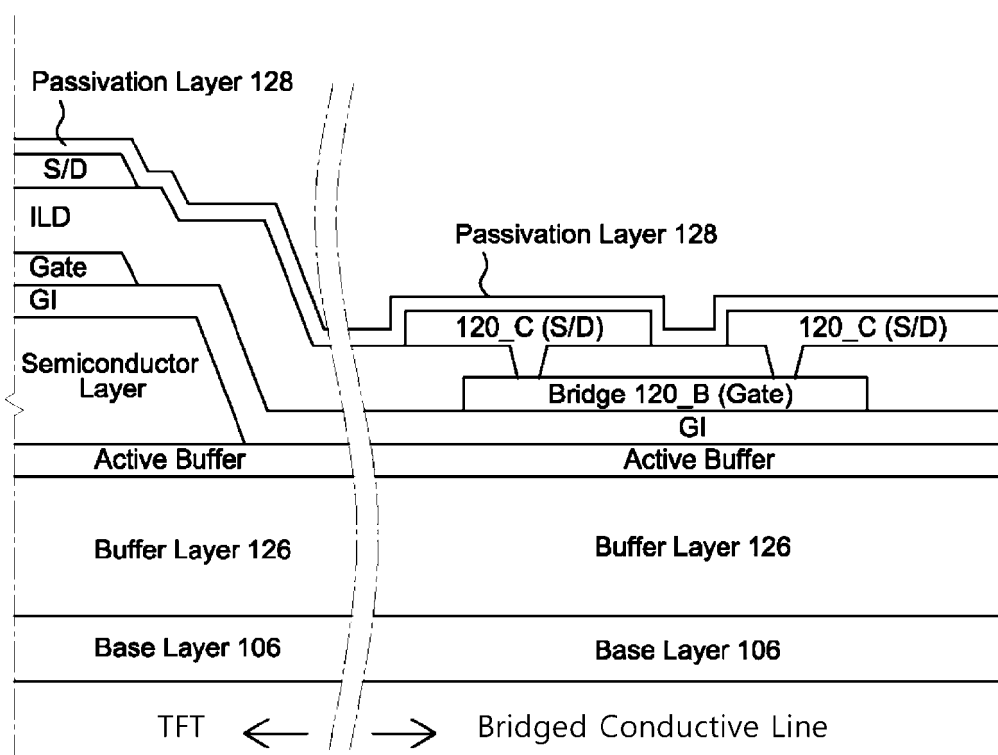 Passivation Layer 128
S/D
ILD
Gate
GI
Semiconductor
Layer
Active Buffer
Buffer Layer 126
Base Layer 106
TFT
Passivation Layer 128
120_C (S/D)
120_C (S/D)
Bridge 120_B (Gate)
GI
Active Buffer
Buffer Layer 126
Base Layer 106
Bridged Conductive Line